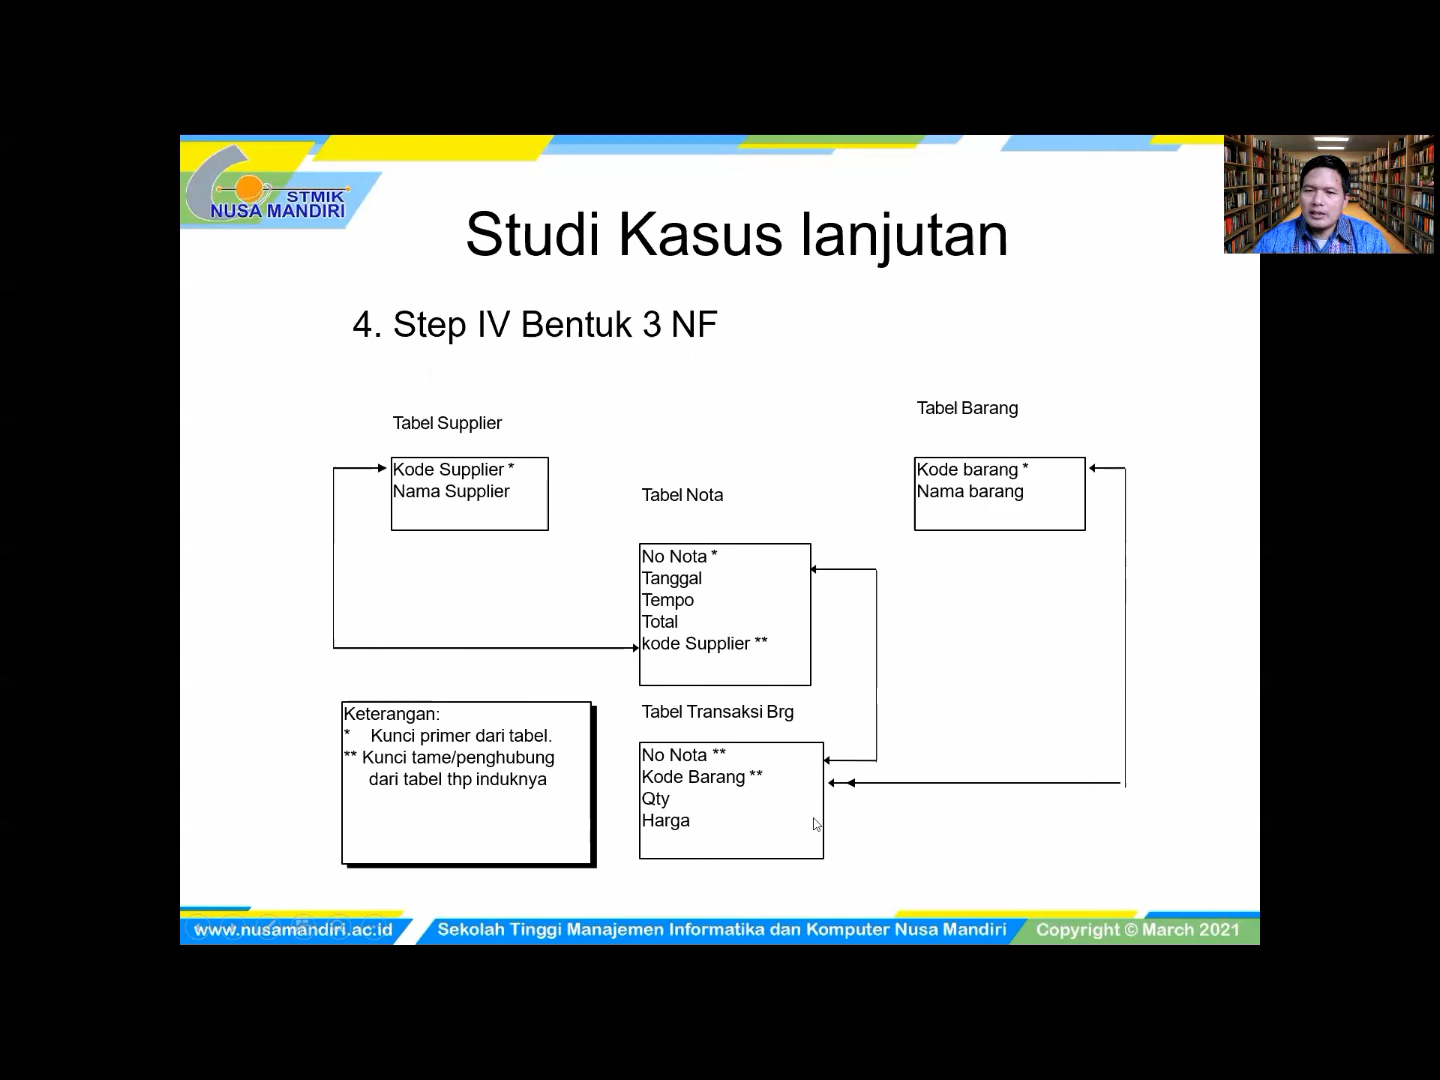 STMIK
NUSA MANDIRI
Studi Kasus lanjutan
4. Step IV Bentuk 3 NF
Tabel Supplier
Kode Supplier *
Nama Supplier
Tabel Barang
Kode barang *
Nama barang
Tabel Nota
No Nota *
Tanggal
Tempo
Total
kode Supplier **
Keterangan:
* Kunci primer dari tabel.
** Kunci tame/penghubung
dari tabel thp induknya
Tabel Transaksi Brg
No Nota **
Kode Barang **
Qty
Harga
www.nusamandiri.ac.id
Sekolah Tinggi Manajemen Informatika dan Komputer Nusa Mandiri
Copyright © March 2021